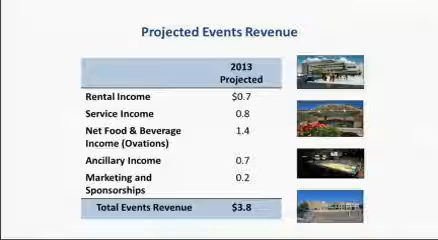 Projected Events Revenue
2013
Projected
Rental Income $0.7
Service Income 0.8
Net Food & Beverage 1.4
Income (Ovations)
Ancillary Income 0.7
Marketing and 0.2
Sponsorships
Total Events Revenue $3.8